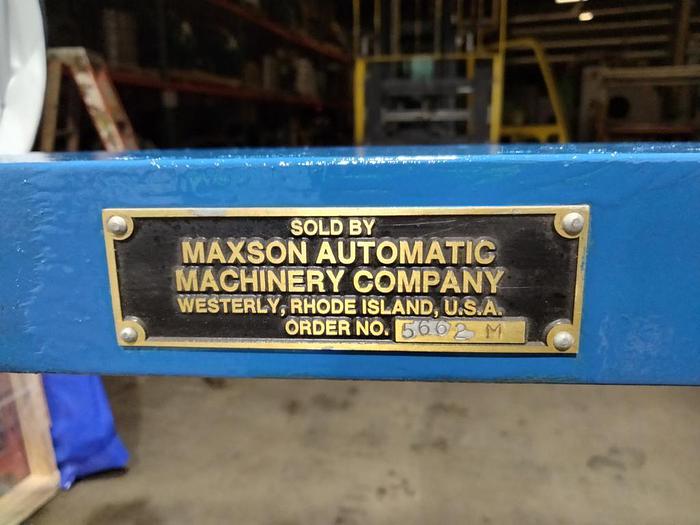 SOLD BY
MAXSON AUTOMATIC
MACHINERY COMPANY
WESTERLY, RHODE ISLAND, U.S.A.
ORDER NO. 5662 M